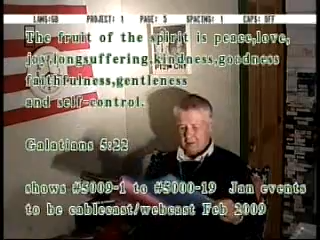 LANG:GD PROJECT: 1 PAGE: 5 SPACING: 1 CAPS: OFF
The fruit of the spirit is peace,love,
joy,longsuffering,kindness,goodness
faithfulness,gentleness
and self-control.
Galatians 5:22
shows #5009-1 to #5000-19 Jan events
to be cablecast/webcast Feb 2009